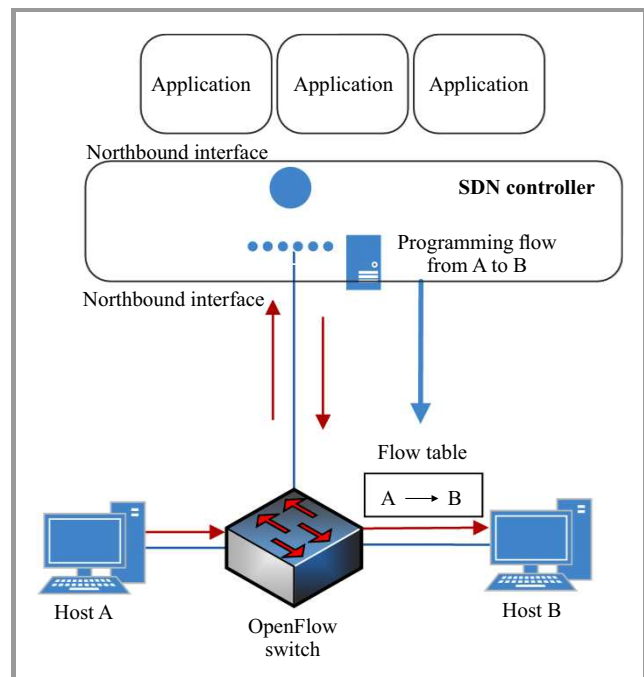 Application
Application
Application
Northbound interface
SDN controller
Programming flow
from A to B
Northbound interface
Flow table
A → B
Host A
OpenFlow
switch
Host B